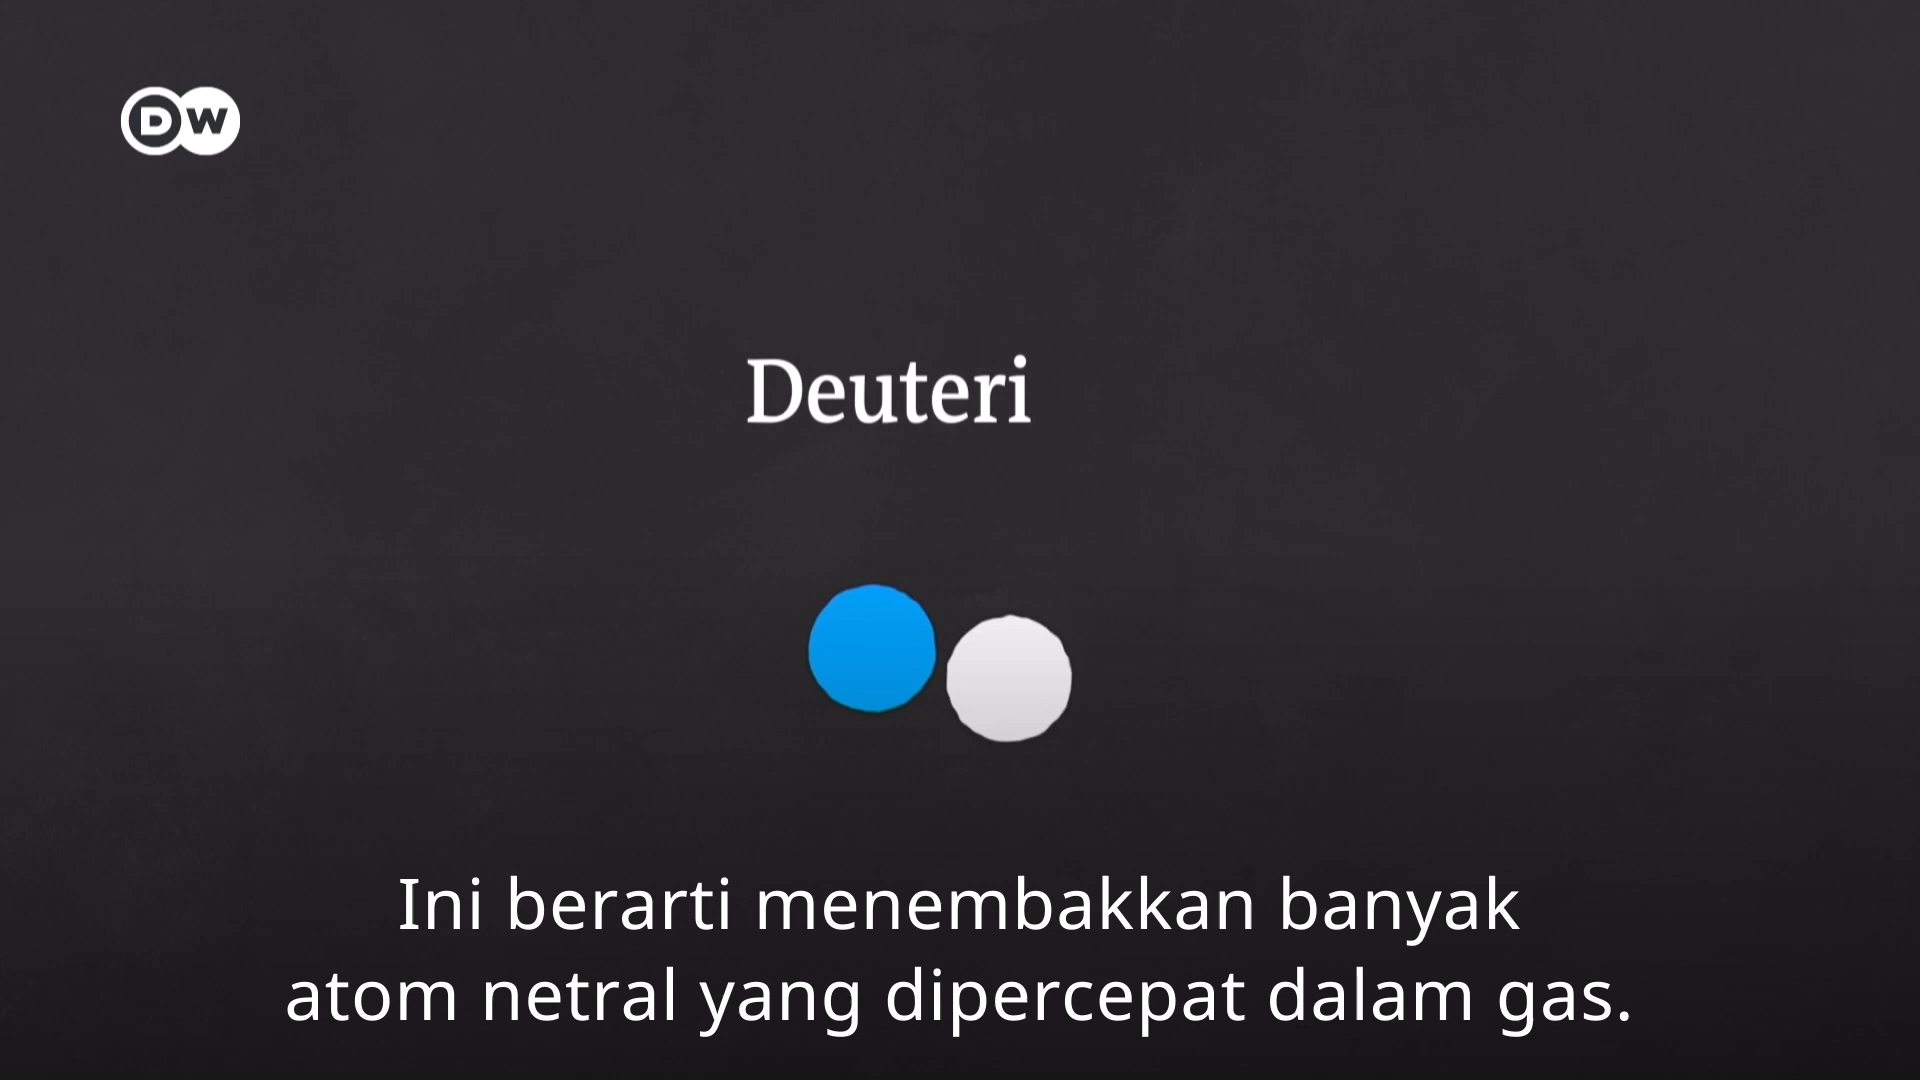 DW
Deuteri
Ini berarti menembakkan banyak
atom netral yang dipercepat dalam gas.